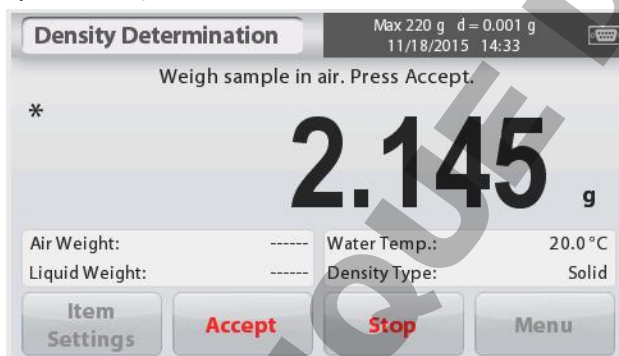 Density Determination
Max 220 g d = 0.001 g
11/18/2015 14:33
Weigh sample in air. Press Accept.
*
2.145 g
Air Weight: ------ Water Temp.: 20.0°C
Liquid Weight: ------ Density Type: Solid
Item Settings Accept Stop Menu